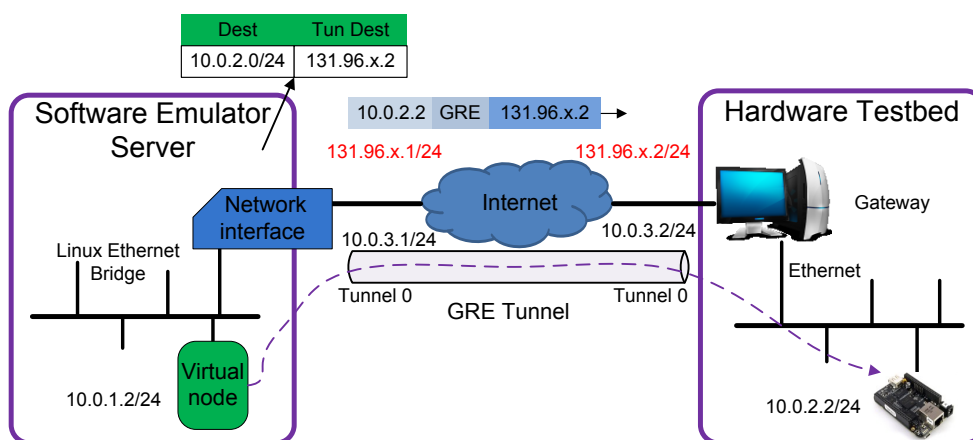 Dest Tun Dest
10.0.2.0/24 131.96.x.2
Software Emulator
Server
10.0.2.2 GRE 131.96.x.2
Hardware Testbed
131.96.x.1/24
131.96.x.2/24
Network
interface
Internet
Gateway
Linux Ethernet
Bridge
10.0.3.1/24
10.0.3.2/24
Ethernet
Tunnel 0
Tunnel 0
GRE Tunnel
Virtual
node
10.0.1.2/24
10.0.2.2/24